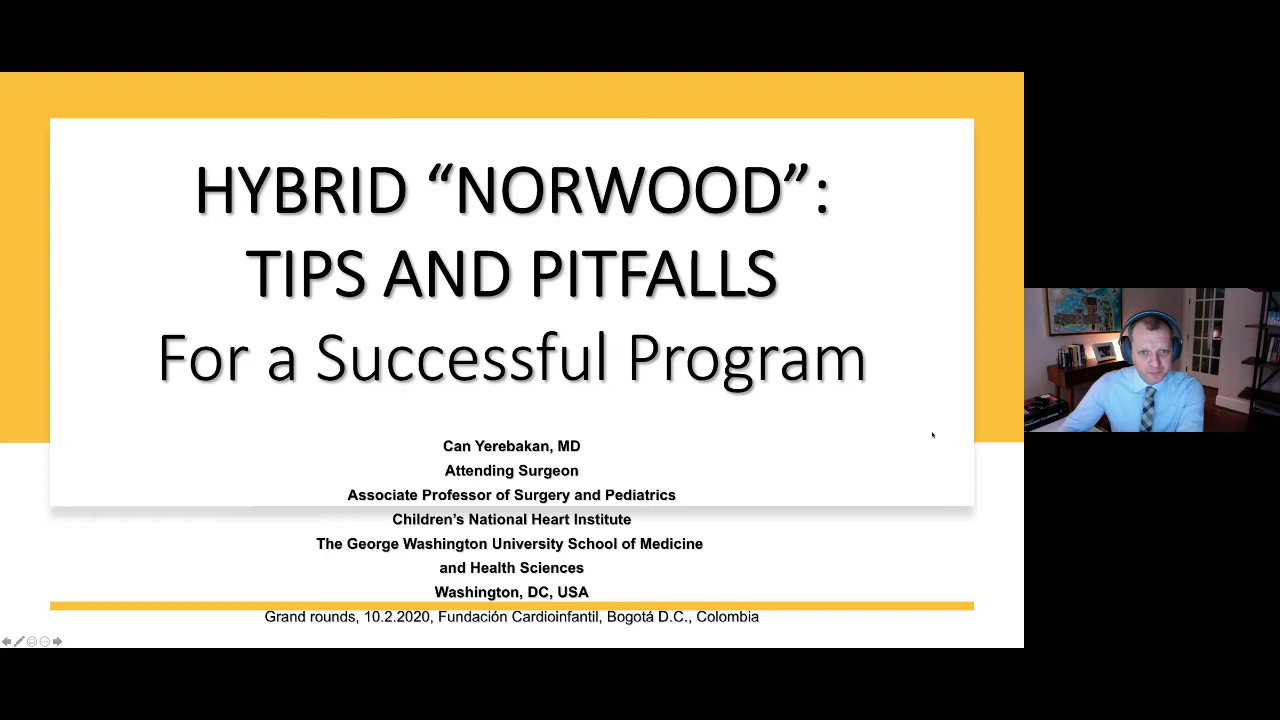 HYBRID “NORWOOD”:
TIPS AND PITFALLS
For a Successful Program
Can Yerebakan, MD
Attending Surgeon
Associate Professor of Surgery and Pediatrics
Children’s National Heart Institute
The George Washington University School of Medicine
and Health Sciences
Washington, DC, USA
Grand rounds, 10.2.2020, Fundación Cardioinfantil, Bogotá D.C., Colombia